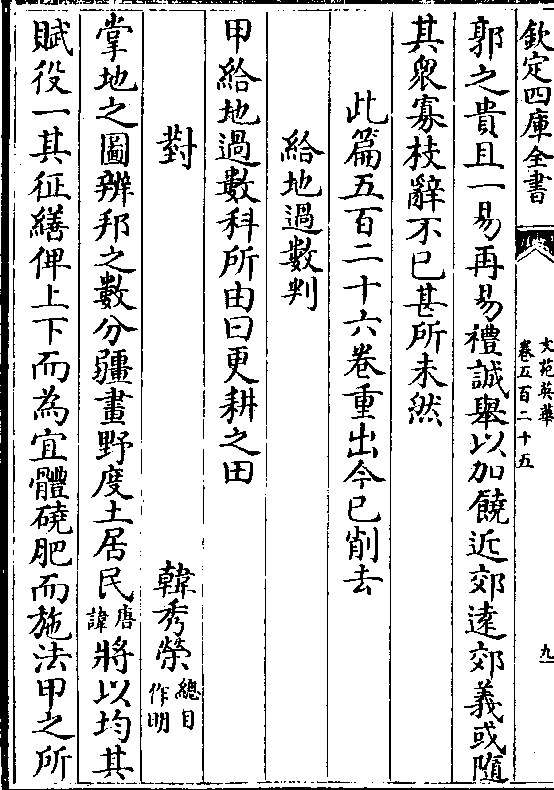 欽定四庫全書
文苑英華
卷五百二十五
九
郭之貴且一易再易禮誠舉以加饒近郊逺郊義或隨
其衆寡枝辭不已甚所未然
此篇五百二十六卷重出今已削去
給地過數判
甲給地過數科所由曰更耕之田
對
韓秀榮總目作明
掌地之圖辨邦之數分疆畫野度土居民唐諱將以均其
賦役一其征繕俾上下而為宜體磽肥而施法甲之所